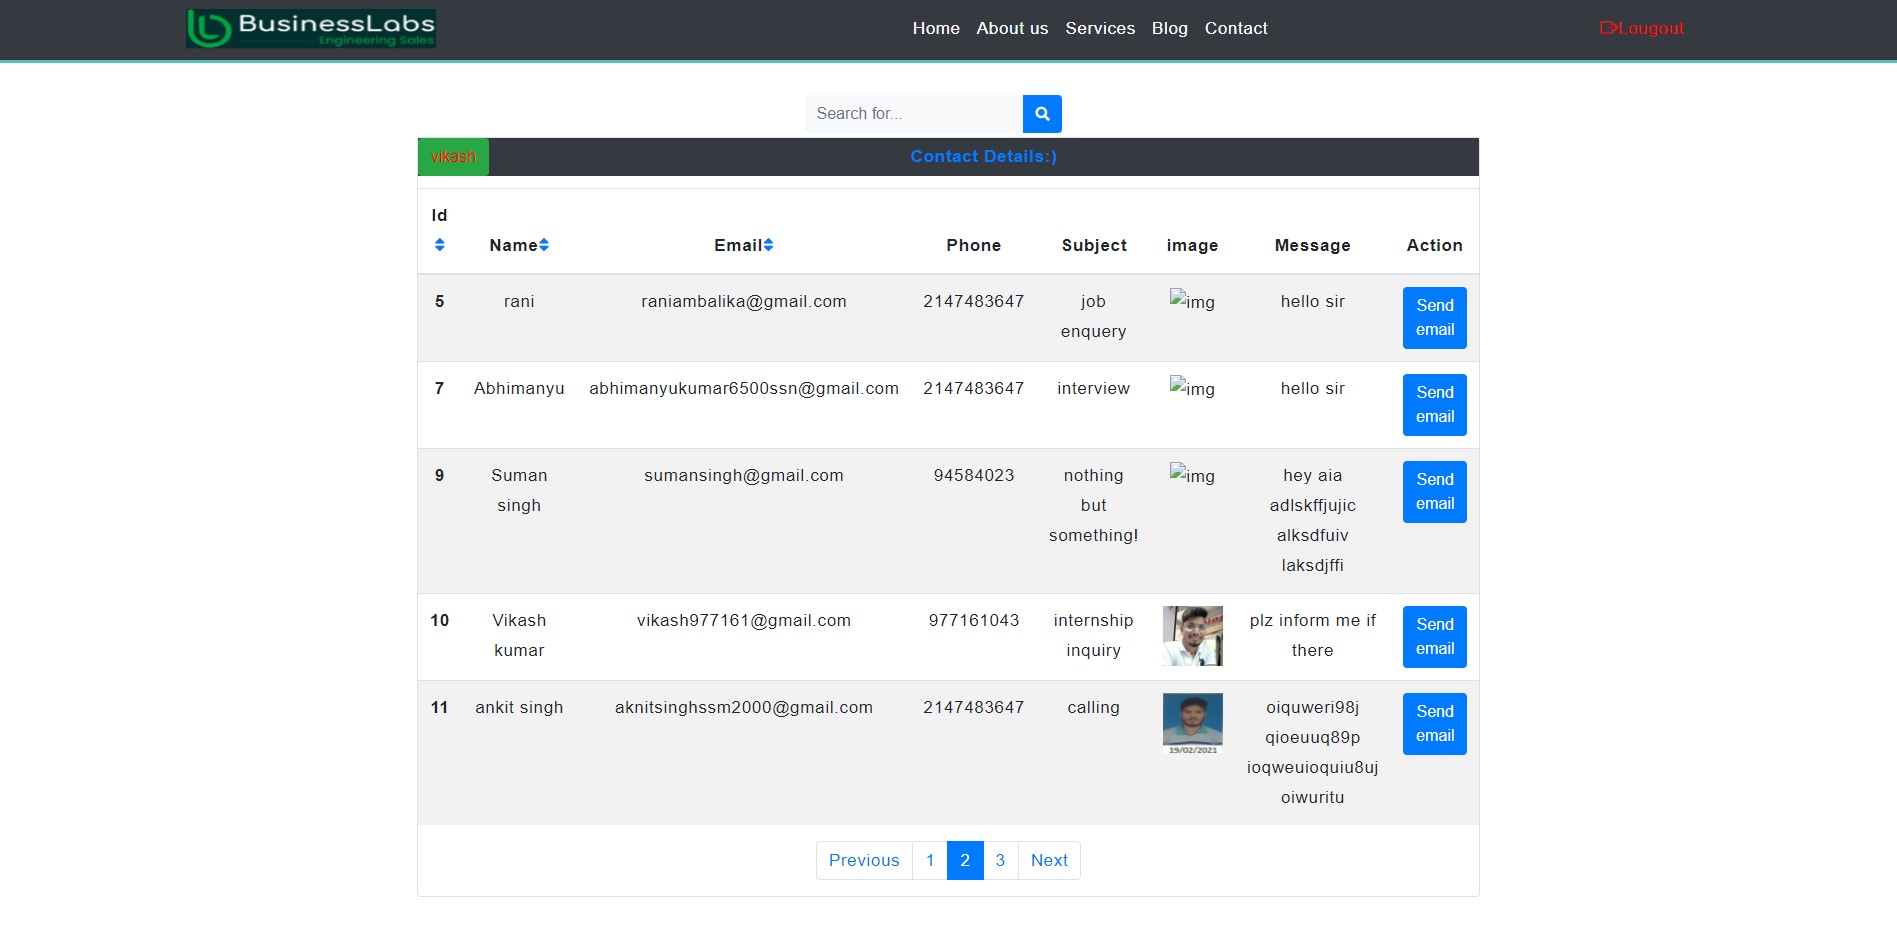 BusinessLabs
Engineering Sales
Home About us Services Blog Contact
Lougout
Search for...
vikash Contact Details:)
Id
Name Email Phone Subject image Message Action
5 rani raniambalika@gmail.com 2147483647 job img hello sir Send
enquery email
7 Abhimanyu abhimanyukumar6500ssn@gmail.com 2147483647 interview img hello sir Send
email
9 Suman sumansingh@gmail.com 94584023 nothing img hey aia Send
singh but adlskffjujic email
something! alksdfuiv
laksdjffi
10 Vikash vikash977161@gmail.com 977161043 internship plz inform me if Send
kumar inquiry there email
11 ankit singh aknitsinghssm2000@gmail.com 2147483647 calling oiquweri98j Send
qioeuuq89p email
19/02/2021
ioqweuioquiu8uj
oiwuritu
Previous 1 2 3 Next